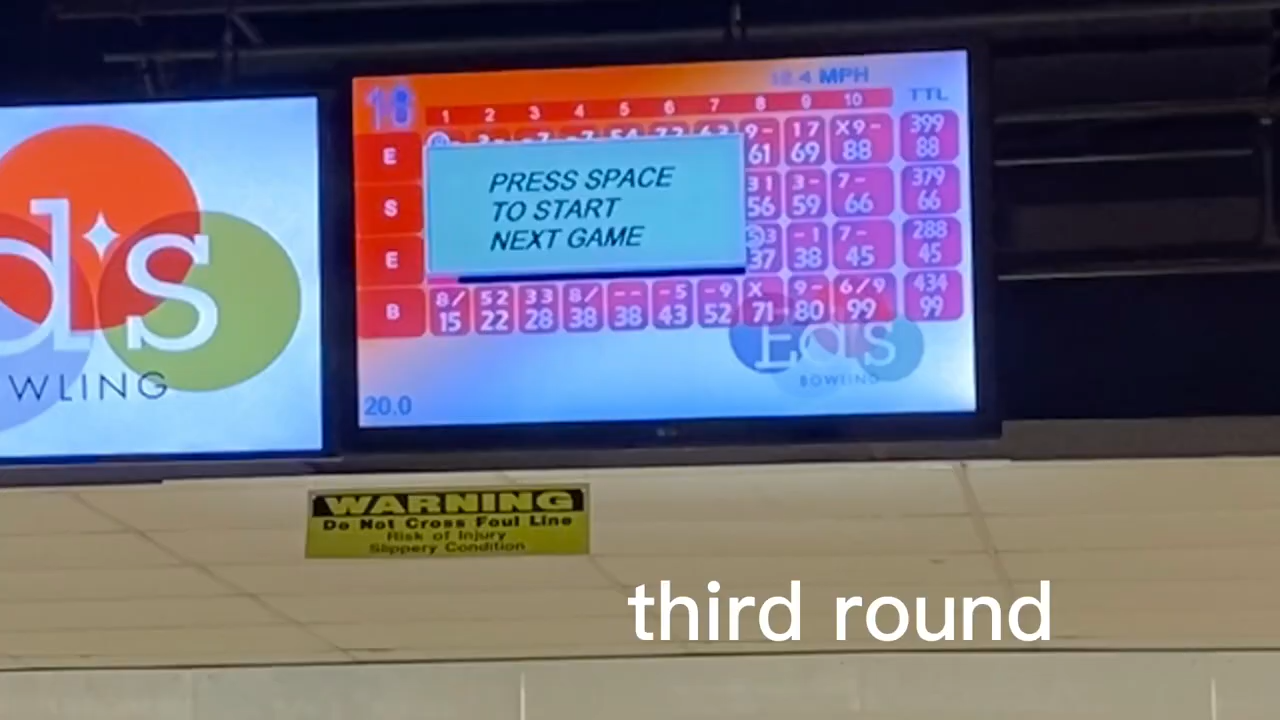 d's
WLING
18
18.4 MPH
1 2 3 4 5 6 7 8 9 10 TTL
E 9- 17 X9- 399
61 69 88 88
PRESS SPACE
TO START
NEXT GAME
S 31 3- 7- 379
56 59 66 66
E 3 -1 7- 288
37 38 45 45
B 8/ 52 33 8/ -- -5 -9 X 9- 6/9 434
15 22 28 38 38 43 52 71 80 99 99
Ed's
BOWLING
20.0
WARNING
Do Not Cross Foul Line
Risk of Injury
Slippery Condition
third round